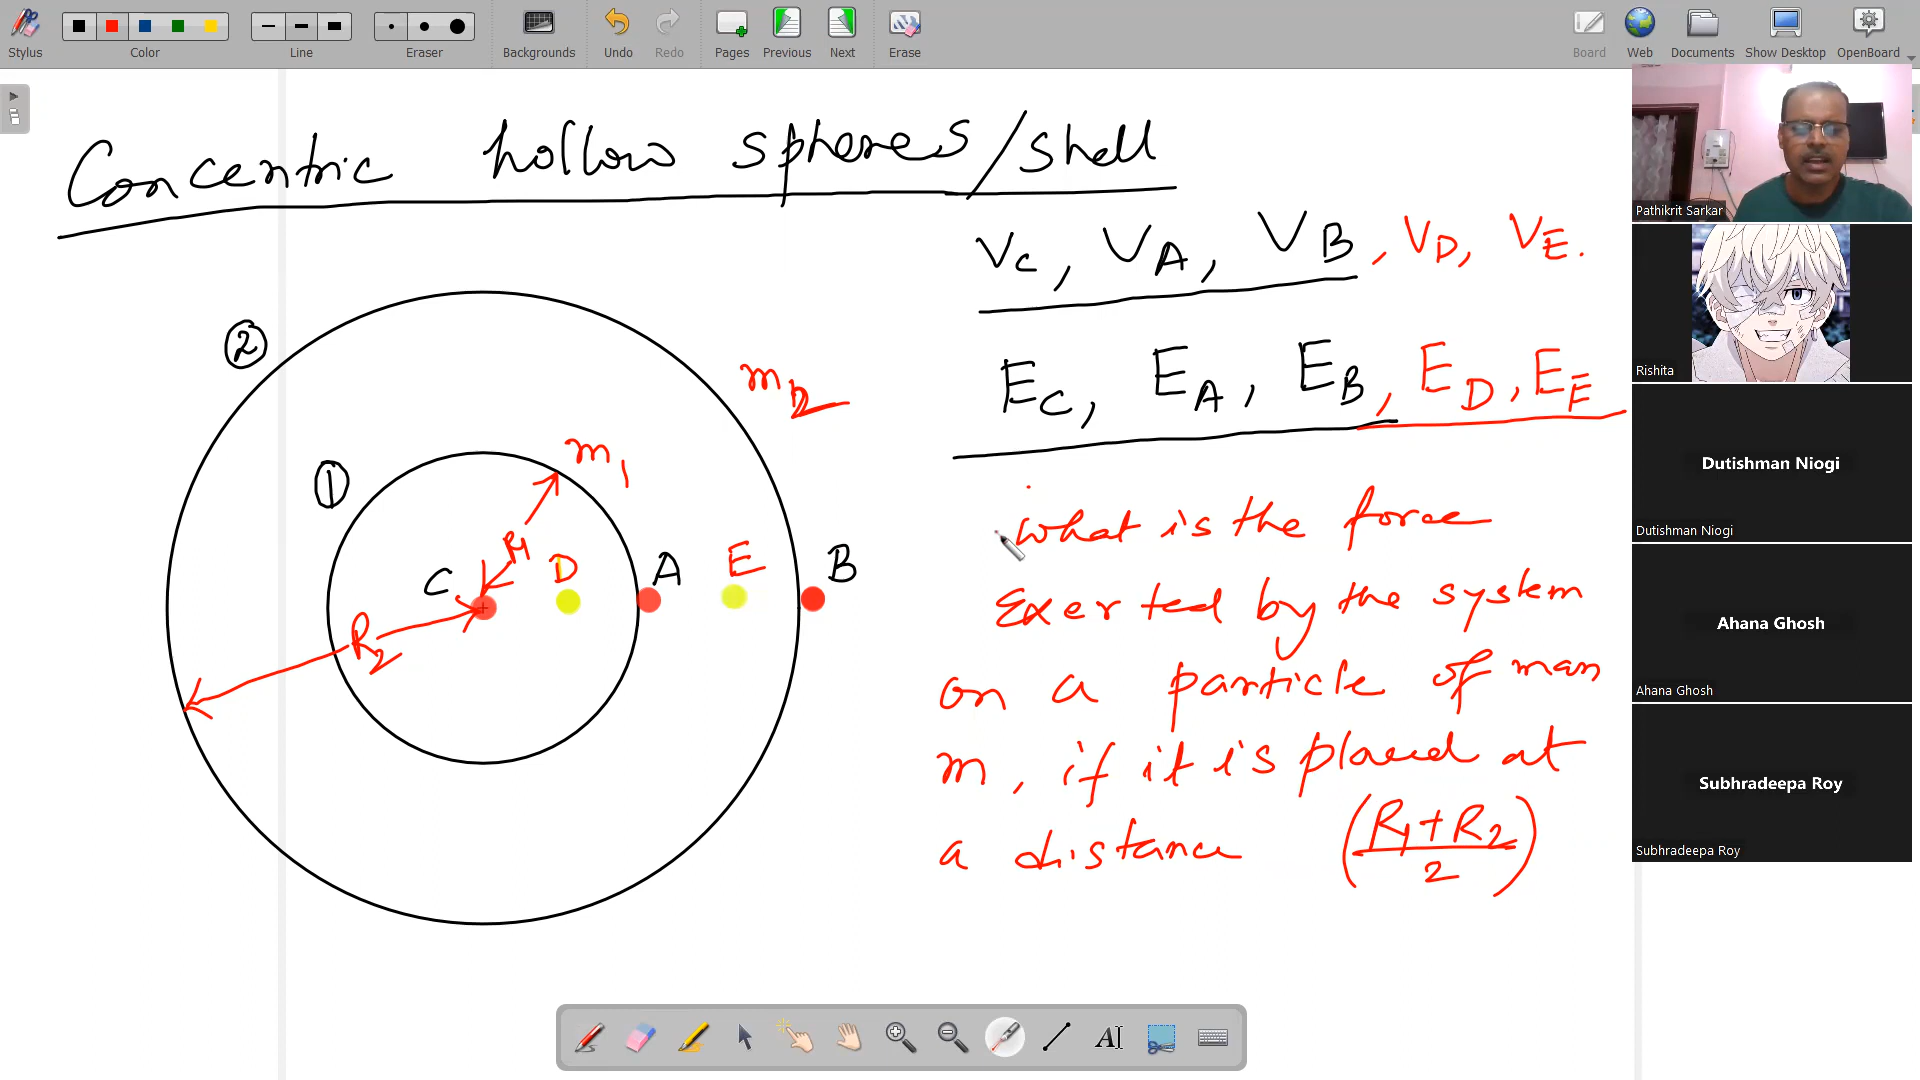 Stylus
Color
Line
Eraser
Backgrounds
Undo
Redo
Pages
Previous
Next
Erase
Board
Web
Documents
Show Desktop
OpenBoard
Concentric hollow spheres/shell
Vc, VA, VB, VD, VE.
EC, EA, EB, ED, EE
②
m2
①
m1
R1
C
D
A
E
B
R2
what is the force
Exerted by the system
on a particle of mass
m, if it is placed at
a distance (R1+R2/2)
Pathikrit Sarkar
Rishita
Dutishman Niogi
Dutishman Niogi
Ahana Ghosh
Ahana Ghosh
Subhradeepa Roy
Subhradeepa Roy
AI